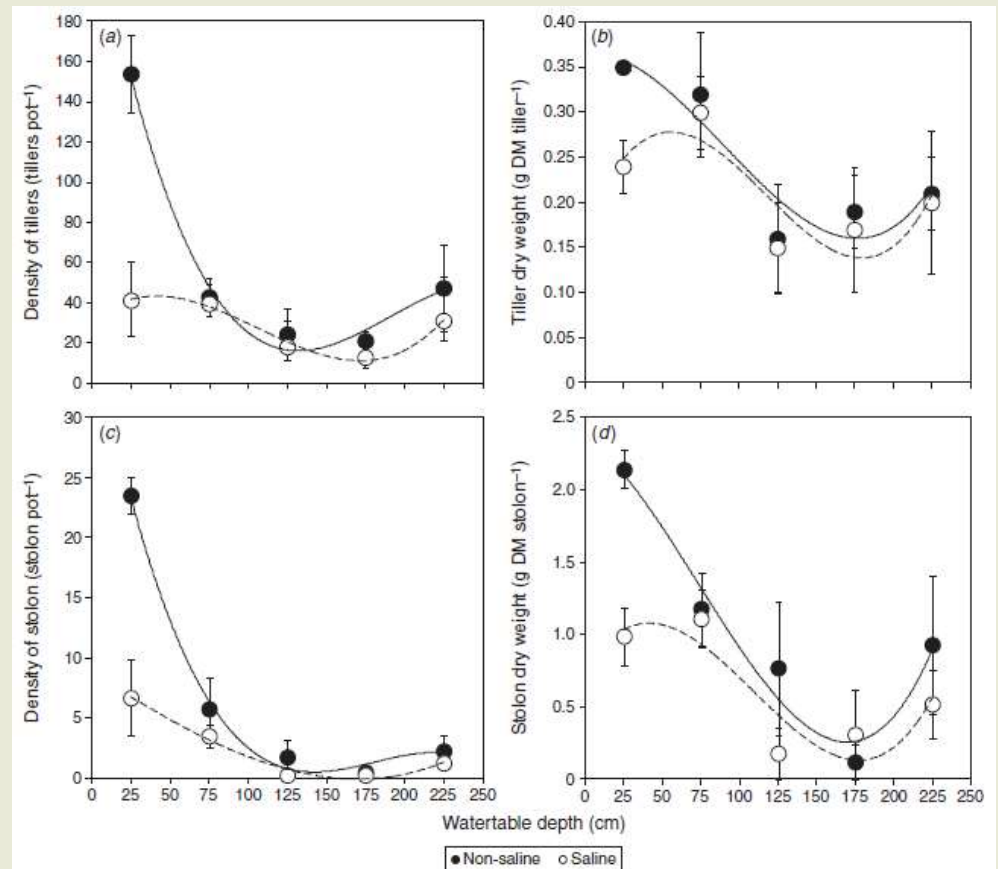 (a)
Density of tillers (tillers pot–1)
180
160
140
120
100
80
60
40
20
0
(b)
Tiller dry weight (g DM tiller–1)
0.40
0.35
0.30
0.25
0.20
0.15
0.10
0.05
0
(c)
Density of stolon (stolon pot–1)
30
25
20
15
10
5
0
0 25 50 75 100 125 150 175 200 225 250
(d)
Stolon dry weight (g DM stolon–1)
2.5
2.0
1.5
1.0
0.5
0
0 25 50 75 100 125 150 175 200 225 250
Watertable depth (cm)
Non-saline Saline